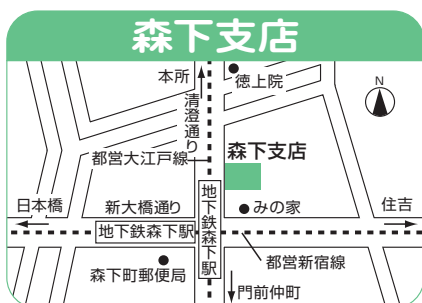 森下支店
本所
徳上院
N
清澄通り
都営大江戸線
森下支店
地下鉄森下駅
日本橋
新大橋通り
みの家
住吉
地下鉄森下駅
都営新宿線
森下町郵便局
門前仲町